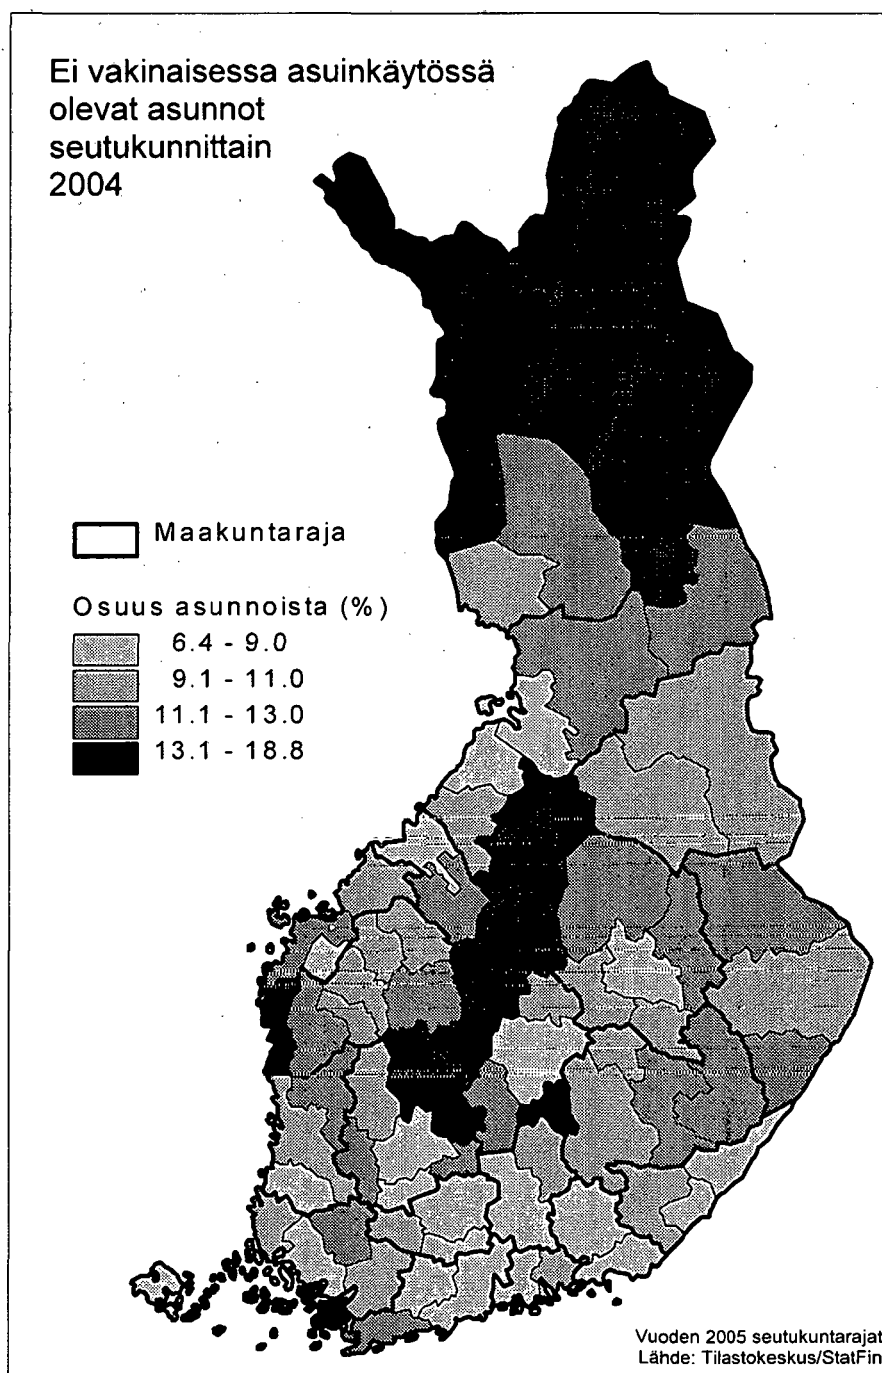 Ei vakinaisessa asuinkäytössä
olevat asunnot
seutukunnittain
2004
Maakuntaraja
Osuus asunnoista (%)
6.4 - 9.0
9.1 - 11.0
11.1 - 13.0
13.1 - 18.8
Vuoden 2005 seutukuntarajat
Lähde: Tilastokeskus/StatFin